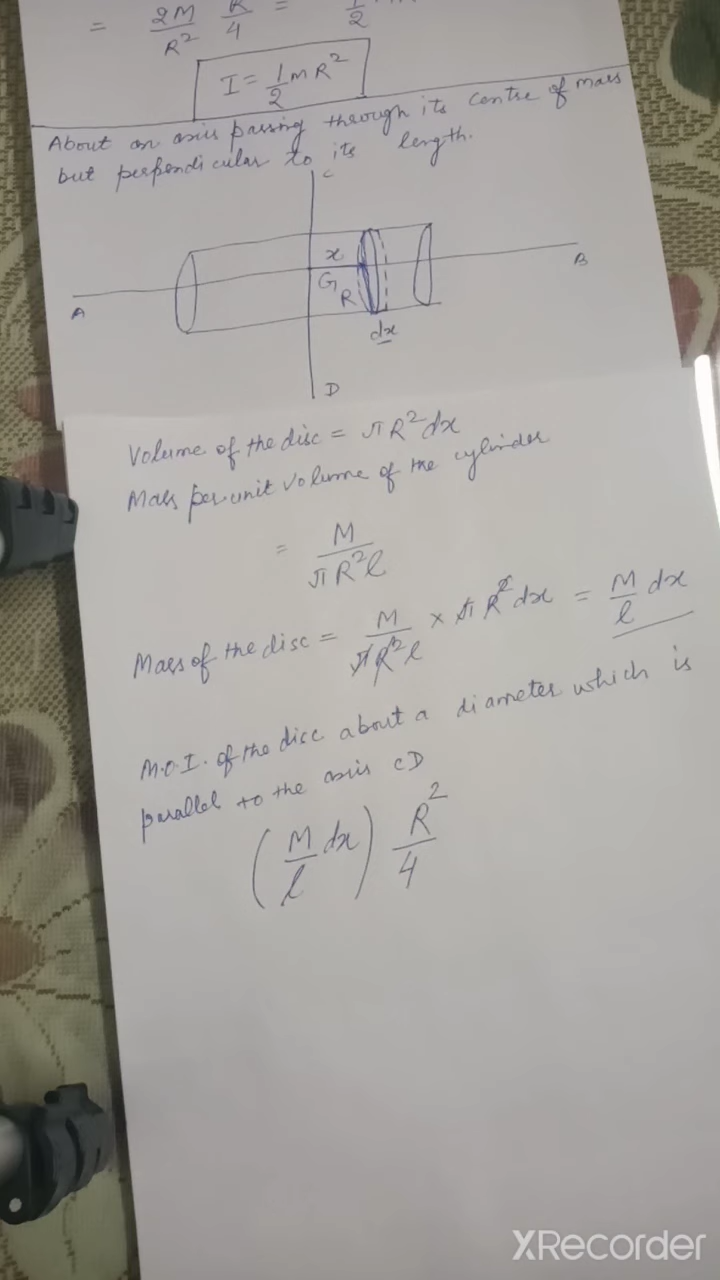 = 2M/R² R/4 = 1/2
I = 1/2 m R²
About an axis passing through its centre of mass
but perpendicular to its length.
C
x
G
R
A
B
dx
D
Volume of the disc = πR²dx
Mass per unit volume of the cylinder
= M/πR²l
Mass of the disc = M/πR²l × πR²dx = M/l dx
M.O.I. of the disc about a diameter which is
parallel to the axis CD
(M/l dx) R²/4
XRecorder